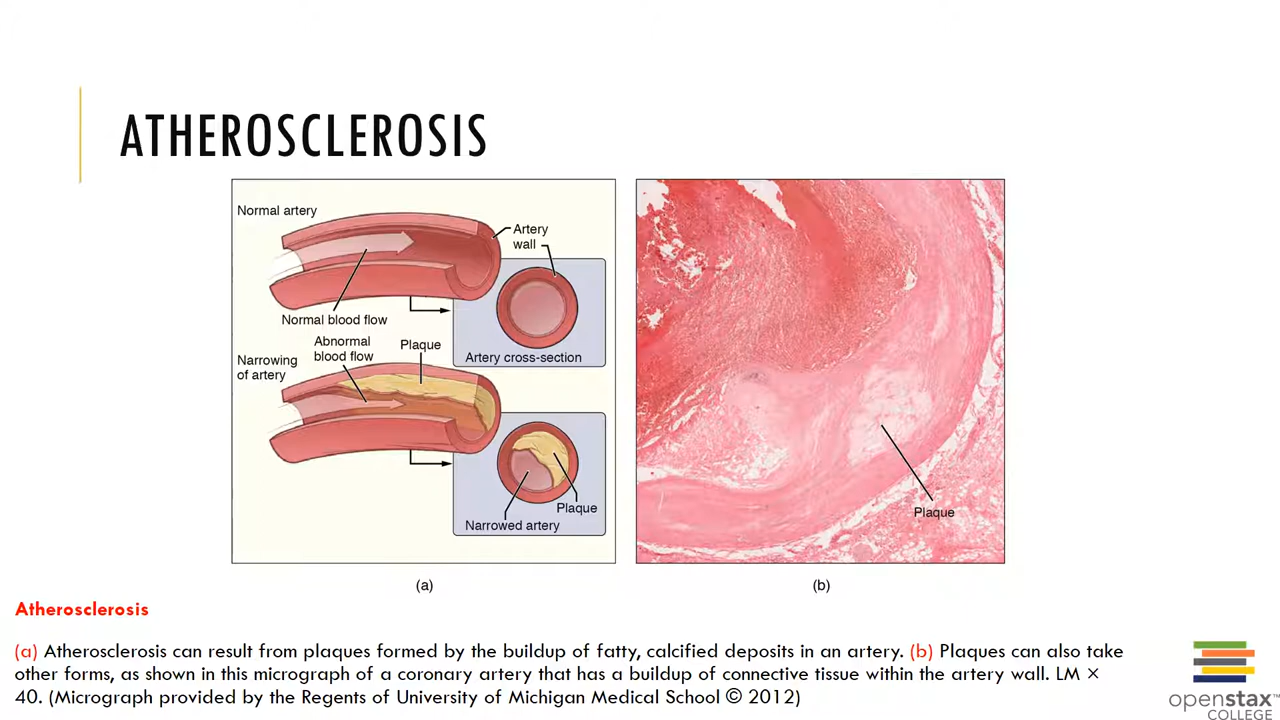 ATHEROSCLEROSIS
Normal artery
Artery
wall
Normal blood flow
Artery cross-section
Abnormal
blood flow
Plaque
Narrowing
of artery
Plaque
Narrowed artery
Plaque
(a)
(b)
Atherosclerosis
(a) Atherosclerosis can result from plaques formed by the buildup of fatty, calcified deposits in an artery. (b) Plaques can also take
other forms, as shown in this micrograph of a coronary artery that has a buildup of connective tissue within the artery wall. LM ×
40. (Micrograph provided by the Regents of University of Michigan Medical School © 2012)
openstax™
COLLEGE